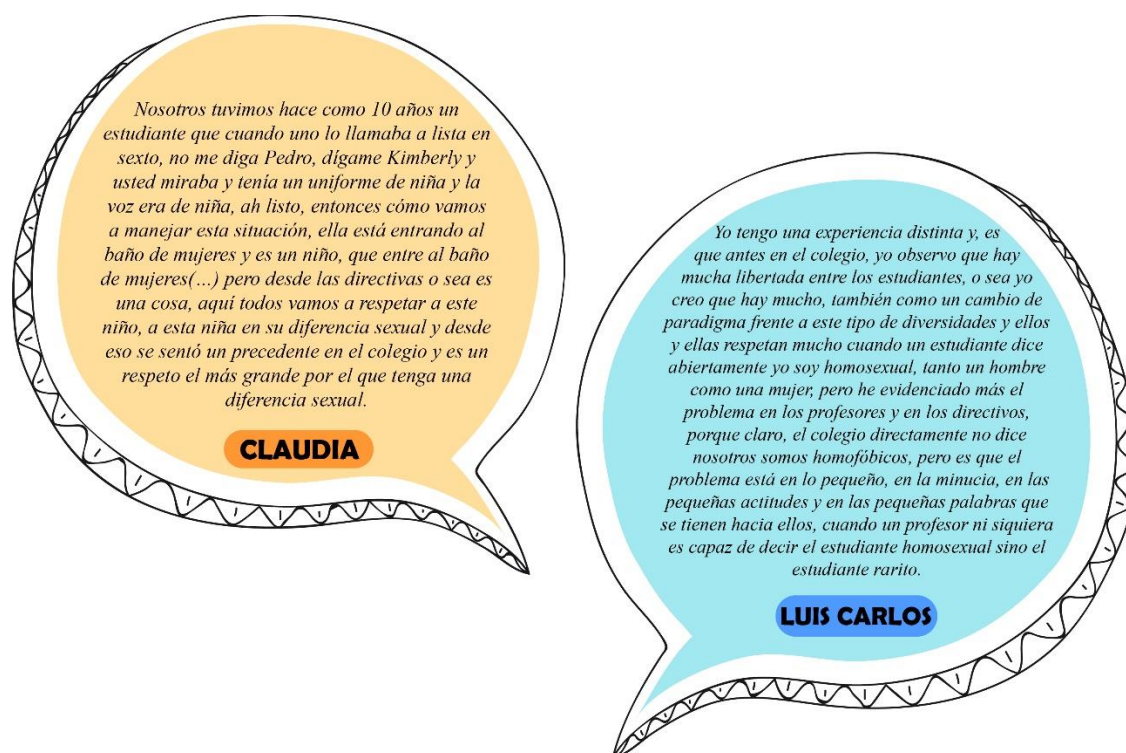 Nosotros tuvimos hace como 10 años un
estudiante que cuando uno lo llamaba a lista en
sexto, no me diga Pedro, dígame Kimberly y
usted miraba y tenía un uniforme de niña y la
voz era de niña, ah listo, entonces cómo vamos
a manejar esta situación, ella está entrando al
baño de mujeres y es un niño, que entre al baño
de mujeres(...) pero desde las directivas o sea es
una cosa, aquí todos vamos a respetar a este
niño, a esta niña en su diferencia sexual y desde
eso se sentó un precedente en el colegio y es un
respeto el más grande por el que tenga una
diferencia sexual.
CLAUDIA
Yo tengo una experiencia distinta y, es
que antes en el colegio, yo observo que hay
mucha libertada entre los estudiantes, o sea yo
creo que hay mucho, también como un cambio de
paradigma frente a este tipo de diversidades y ellos
y ellas respetan mucho cuando un estudiante dice
abiertamente yo soy homosexual, tanto un hombre
como una mujer, pero he evidenciado más el
problema en los profesores y en los directivos,
porque claro, el colegio directamente no dice
nosotros somos homofóbicos, pero es que el
problema está en lo pequeño, en la minucia, en las
pequeñas actitudes y en las pequeñas palabras que
se tienen hacia ellos, cuando un profesor ni siquiera
es capaz de decir el estudiante homosexual sino el
estudiante rarito.
LUIS CARLOS